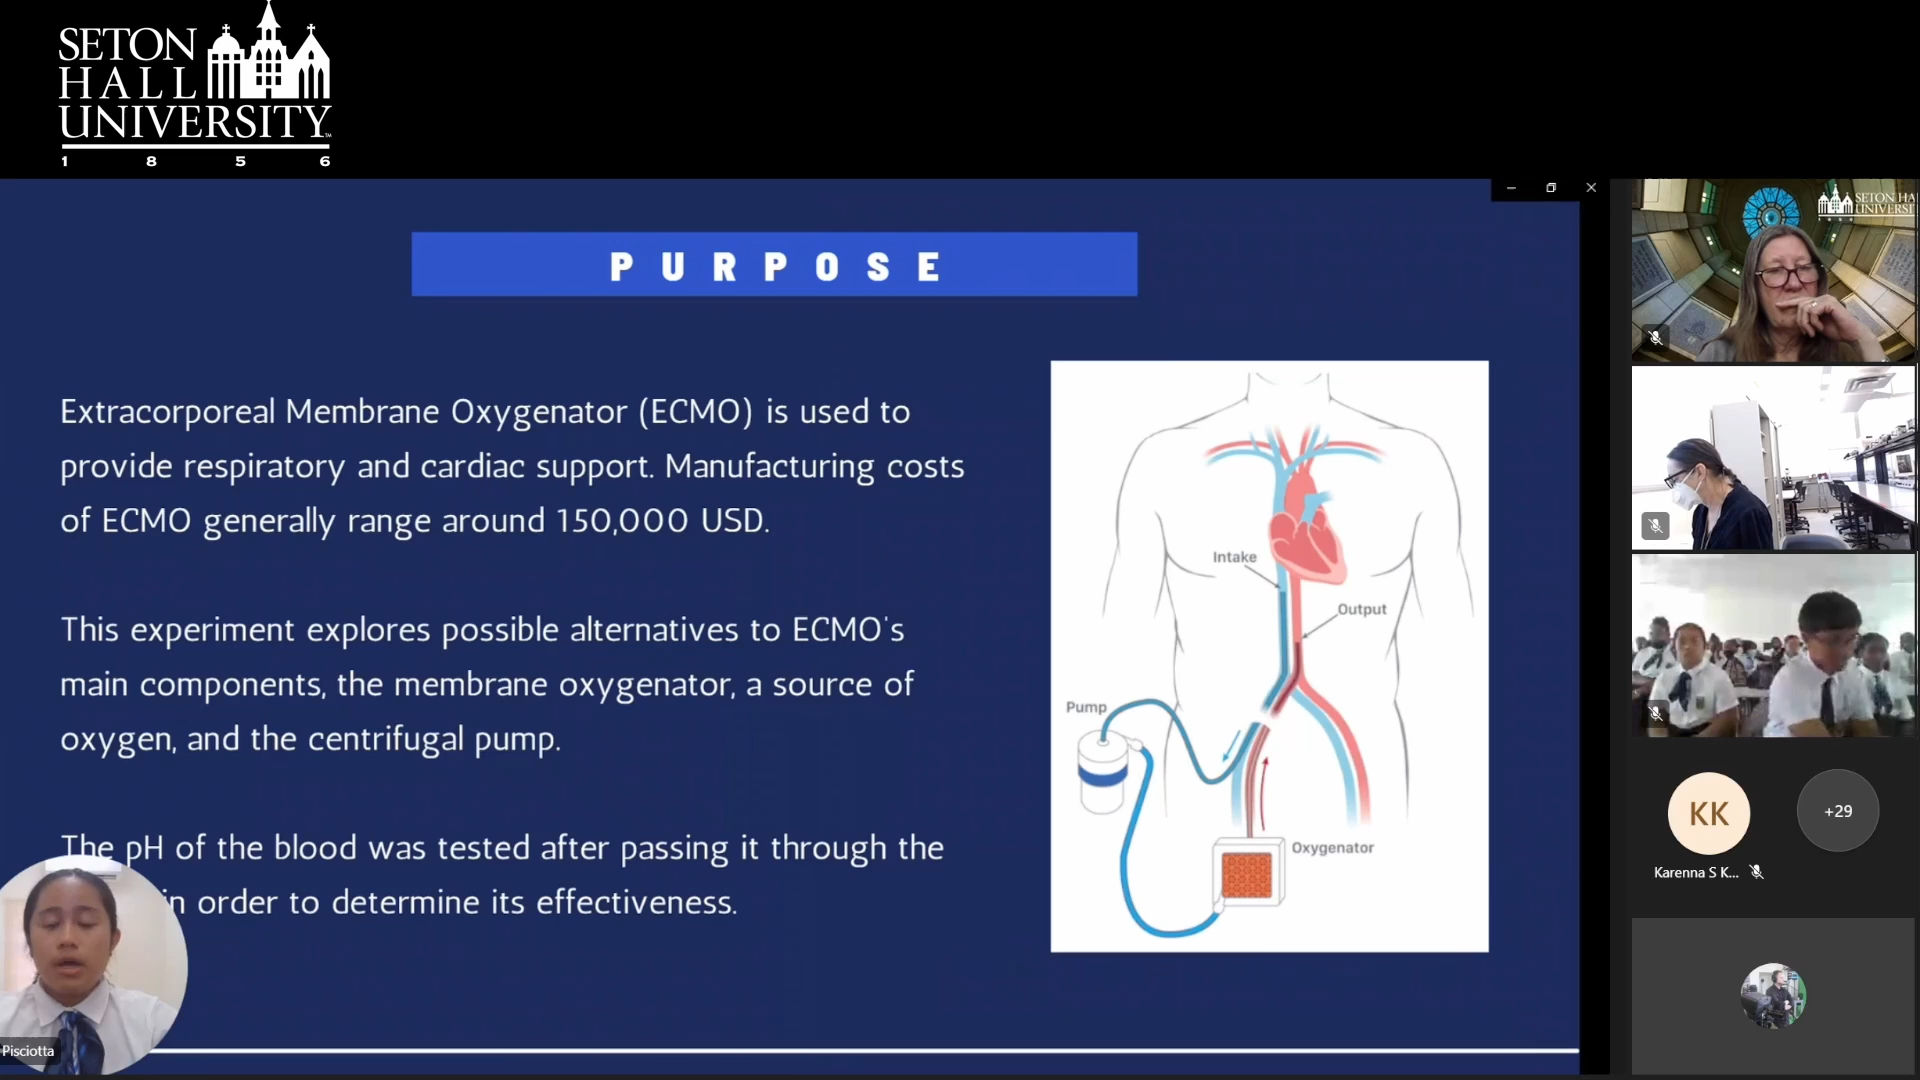 SETON
HALL
UNIVERSITY
1 8 5 6
SETON HA
UNIVERSI
PURPOSE
Extracorporeal Membrane Oxygenator (ECMO) is used to
provide respiratory and cardiac support. Manufacturing costs
of ECMO generally range around 150,000 USD.
This experiment explores possible alternatives to ECMO's
main components, the membrane oxygenator, a source of
oxygen, and the centrifugal pump.
The pH of the blood was tested after passing it through the
in order to determine its effectiveness.
Intake
Output
Pump
Oxygenator
KK
+29
Karenna S K...
Pisciotta